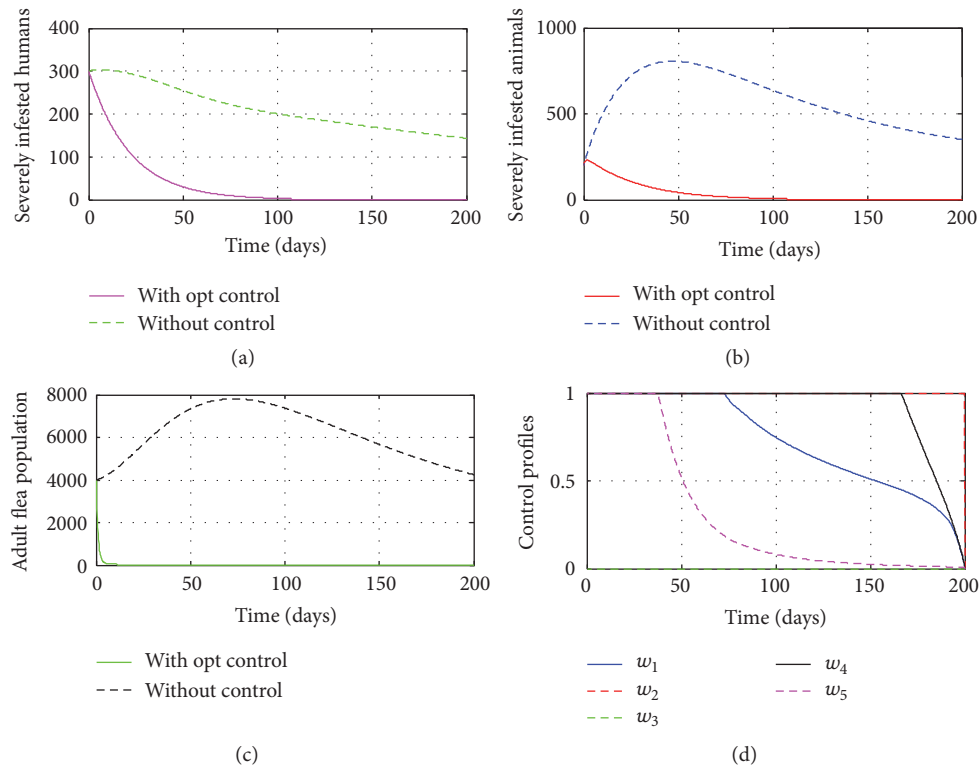 400
300
200
100
0
Severely infested humans
0 50 100 150 200
Time (days)
With opt control
Without control
(a)
1000
500
0
Severely infested animals
0 50 100 150 200
Time (days)
With opt control
Without control
(b)
8000
6000
4000
2000
0
Adult flea population
0 50 100 150 200
Time (days)
With opt control
Without control
(c)
1
0.5
0
Control profiles
0 50 100 150 200
Time (days)
w1
w2
w3
w4
w5
(d)